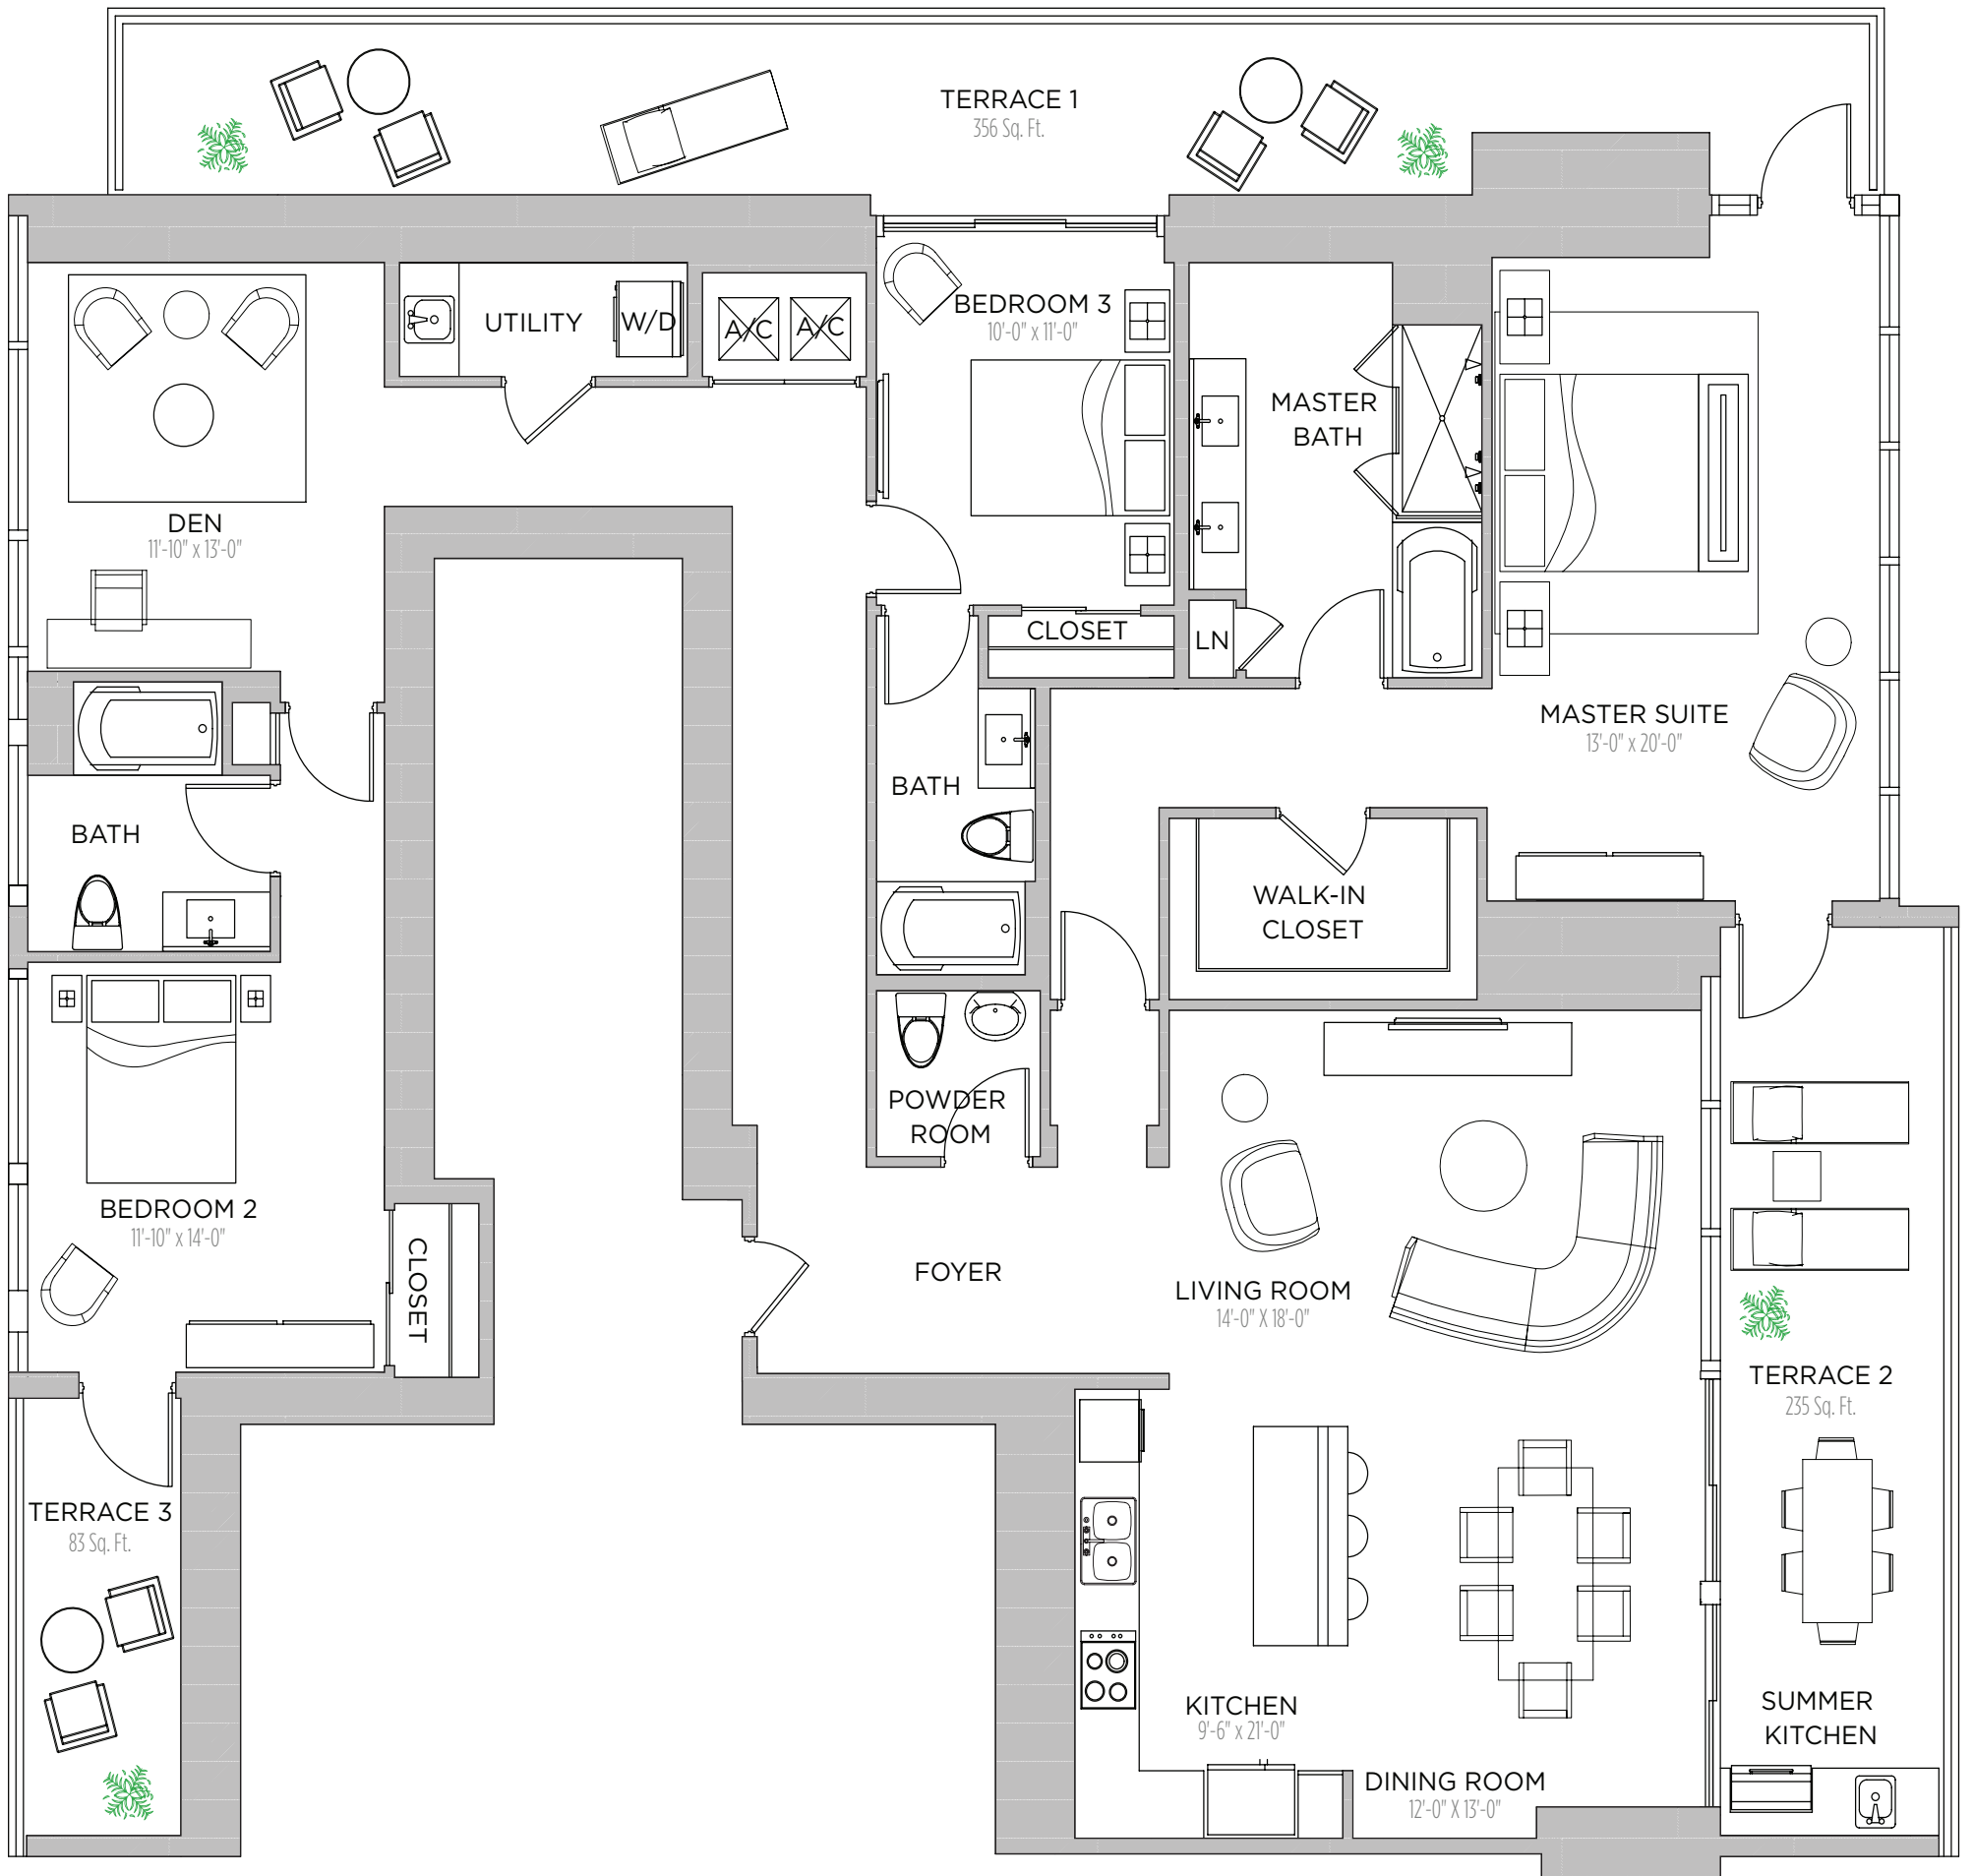 TERRACE 1
356 Sq. Ft.
BEDROOM 3
10'-0" x 11'-0"
UTILITY
W/D
A/C
A/C
MASTER
BATH
DEN
11'-10" x 13'-0"
CLOSET
LN
MASTER SUITE
13'-0" x 20'-0"
BATH
BATH
WALK-IN
CLOSET
POWDER
ROOM
BEDROOM 2
11'-10" x 14'-0"
CLOSET
FOYER
LIVING ROOM
14'-0" X 18'-0"
TERRACE 2
235 Sq. Ft.
TERRACE 3
83 Sq. Ft.
KITCHEN
9'-6" x 21'-0"
SUMMER
KITCHEN
DINING ROOM
12'-0" X 13'-0"